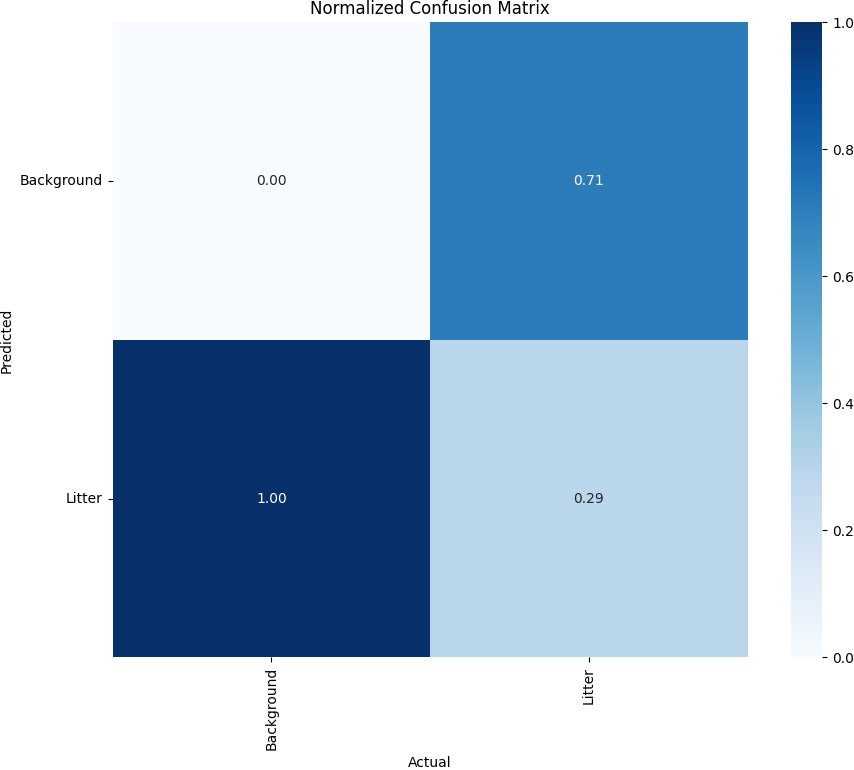 Normalized Confusion Matrix
1.0
0.8
Background
0.00
0.71
0.6
Predicted
0.4
Litter
1.00
0.29
0.2
0.0
Background
Litter
Actual